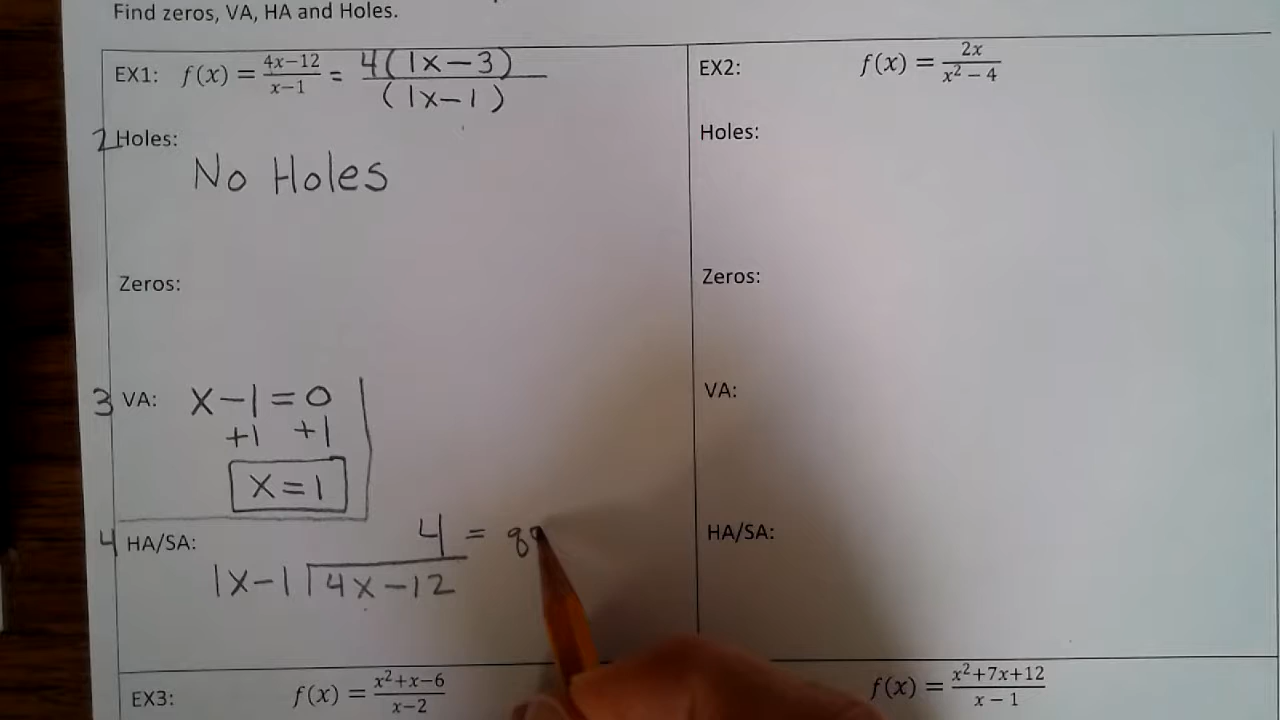 Find zeros, VA, HA and Holes.
EX1: f(x) = 4x−12 / x−1 = 4(1x−3) / (1x−1)
2 Holes:
No Holes
Zeros:
3 VA: x−1=0
+1 +1
x=1
4 HA/SA: 4 =
1x−1 4x−12
EX2: f(x) = 2x / x² − 4
Holes:
Zeros:
VA:
HA/SA:
EX3: f(x) = x²+x−6 / x−2
f(x) = x²+7x+12 / x − 1